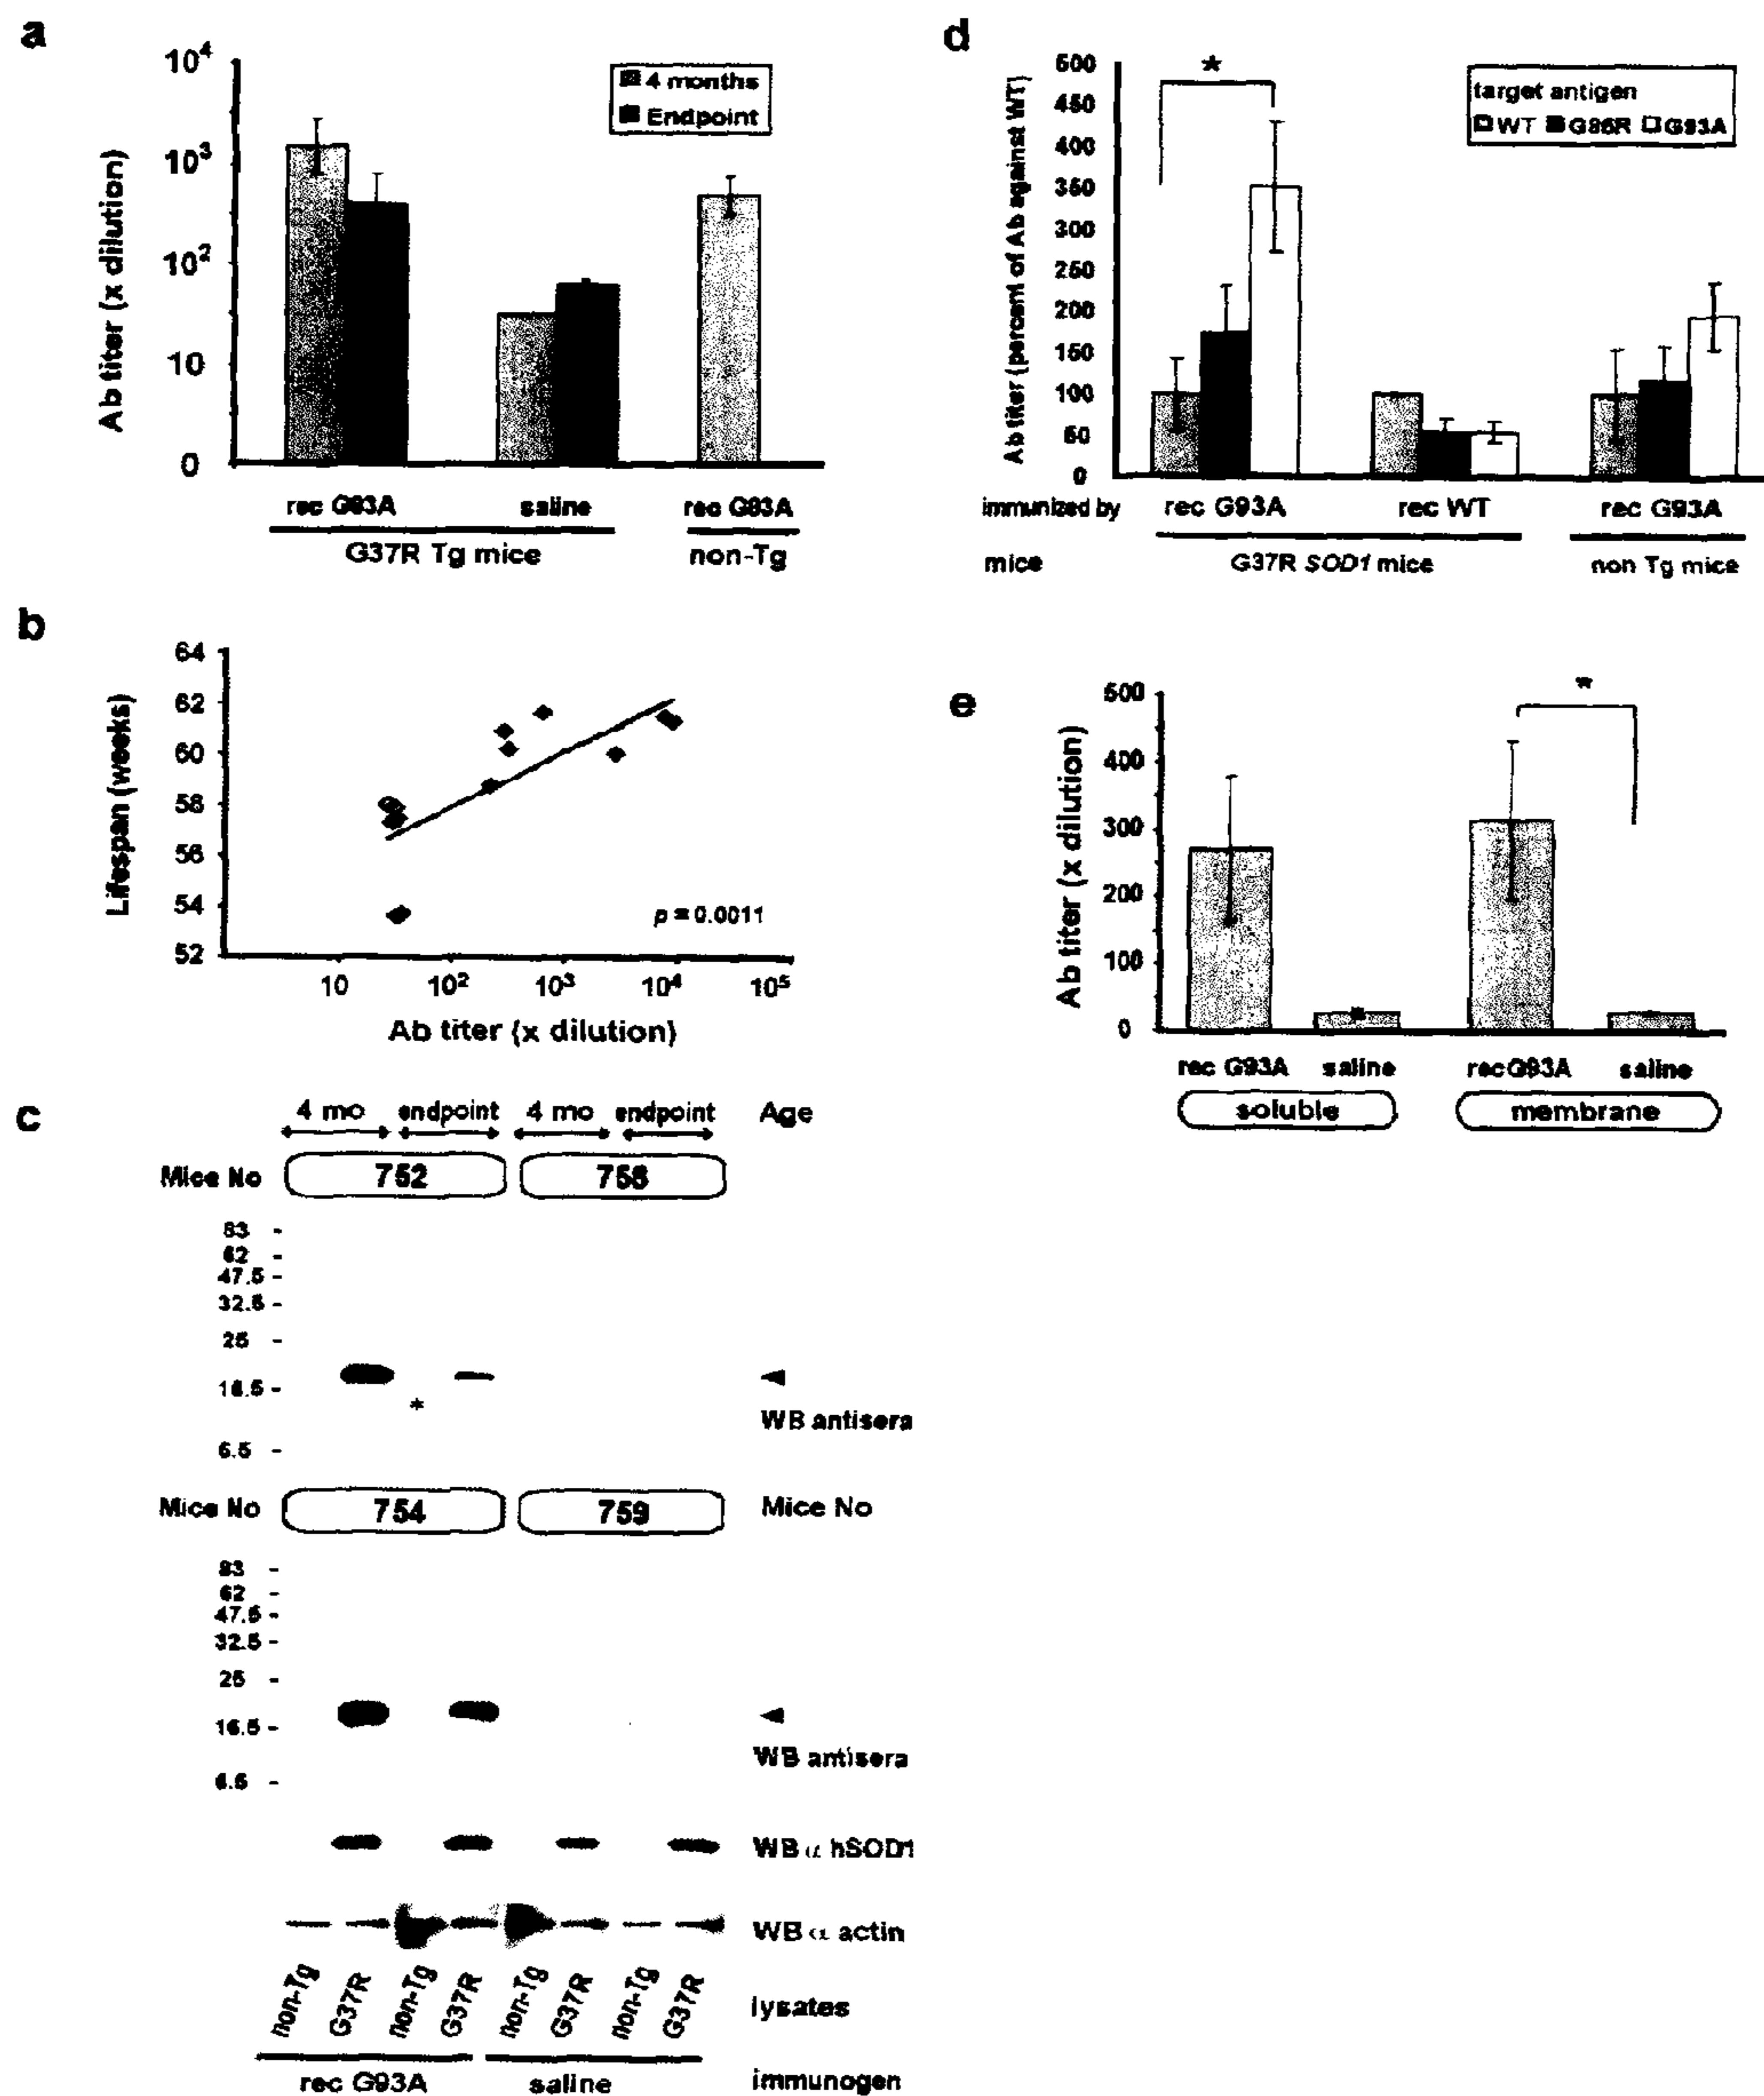 a
10⁴
10³
10²
10
0
Ab titer (x dilution)
4 months
Endpoint
rec G93A
saline
rec G93A
G37R Tg mice
non-Tg
b
64
62
60
58
56
54
52
Lifespan (weeks)
p = 0.0011
10
10²
10³
10⁴
10⁵
Ab titer (x dilution)
c
4 mo
endpoint
4 mo
endpoint
Age
Mice No
752
758
83 -
62 -
47.5 -
32.5 -
25 -
16.5 -
*
WB antisera
6.5 -
Mice No
754
759
Mice No
83 -
62 -
47.5 -
32.5 -
25 -
16.5 -
WB antisera
6.5 -
WB α hSOD1
WB α actin
non-Tg
G37R
non-Tg
G37R
non-Tg
G37R
non-Tg
G37R
lysates
rec G93A
saline
immunogen
d
500
450
400
350
300
250
200
150
100
50
0
Ab titer (percent of Ab against WT)
*
target antigen
WT G85R G93A
immunized by
rec G93A
rec WT
rec G93A
mice
G37R SOD1 mice
non Tg mice
e
500
400
300
200
100
0
Ab titer (x dilution)
*
rec G93A
saline
recG93A
saline
soluble
membrane